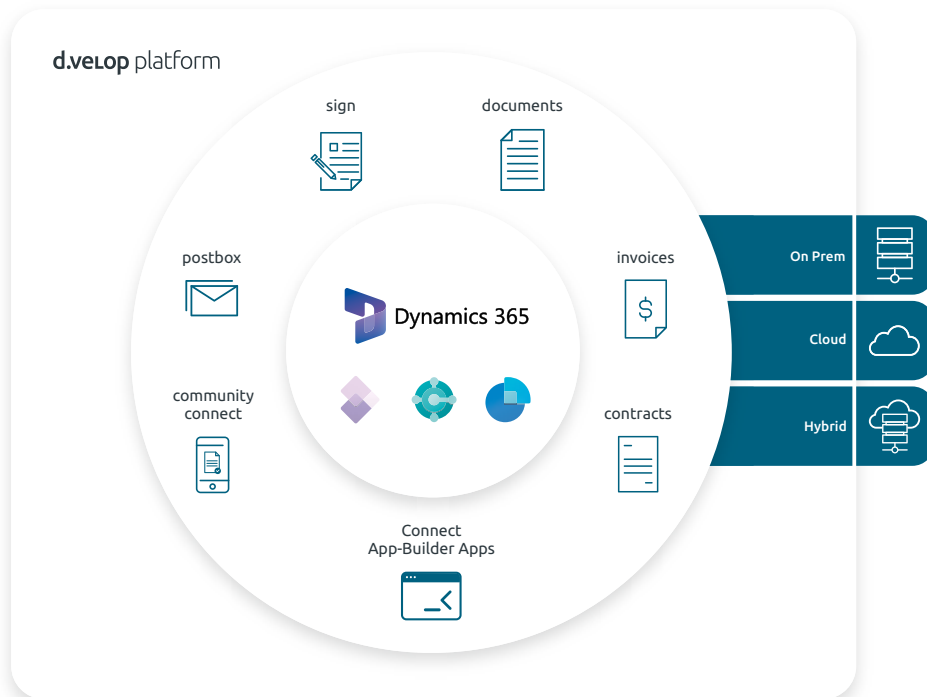 d.velop platform
sign
documents
postbox
invoices
On Prem
Dynamics 365
Cloud
community
connect
contracts
Hybrid
Connect
App-Builder Apps